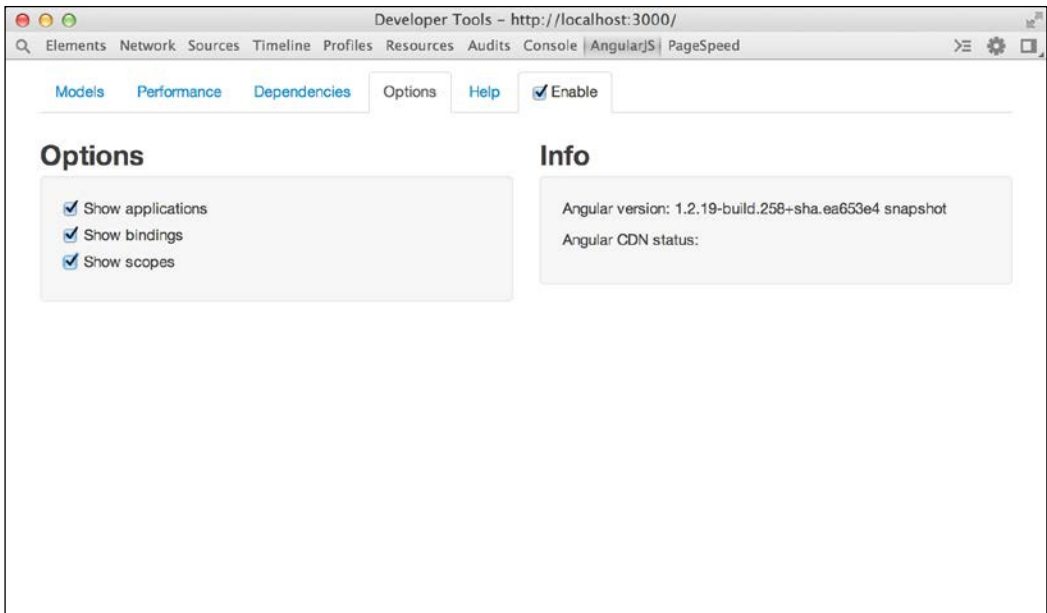 Developer Tools – http://localhost:3000/
Elements Network Sources Timeline Profiles Resources Audits Console AngularJS PageSpeed
Models Performance Dependencies Options Help Enable
Options
Show applications
Show bindings
Show scopes
Info
Angular version: 1.2.19-build.258+sha.ea653e4 snapshot
Angular CDN status: